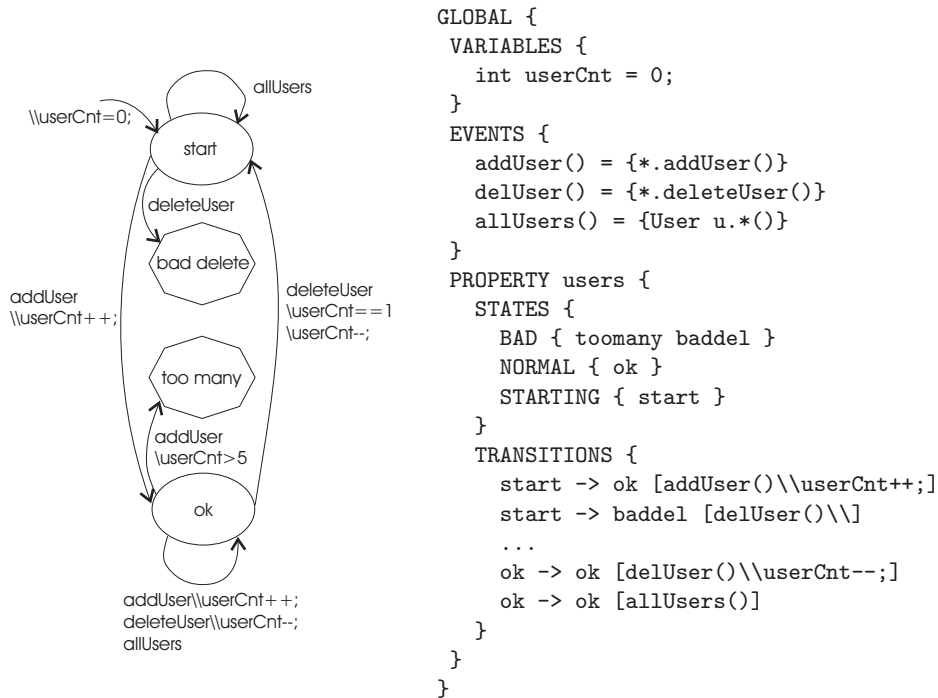 allUsers
\\userCnt=0;
start
deleteUser
bad delete
addUser
\\userCnt++;
deleteUser
\userCnt==1
\userCnt--;
too many
addUser
\userCnt>5
ok
addUser\\userCnt++;
deleteUser\\userCnt--;
allUsers
GLOBAL {
VARIABLES {
int userCnt = 0;
}
EVENTS {
addUser() = {*.addUser()}
delUser() = {*.deleteUser()}
allUsers() = {User u.*()}
}
PROPERTY users {
STATES {
BAD { toomany baddel }
NORMAL { ok }
STARTING { start }
}
TRANSITIONS {
start -> ok [addUser()\\userCnt++;]
start -> baddel [delUser()\\]
...
ok -> ok [delUser()\\userCnt--;]
ok -> ok [allUsers()]
}
}
}